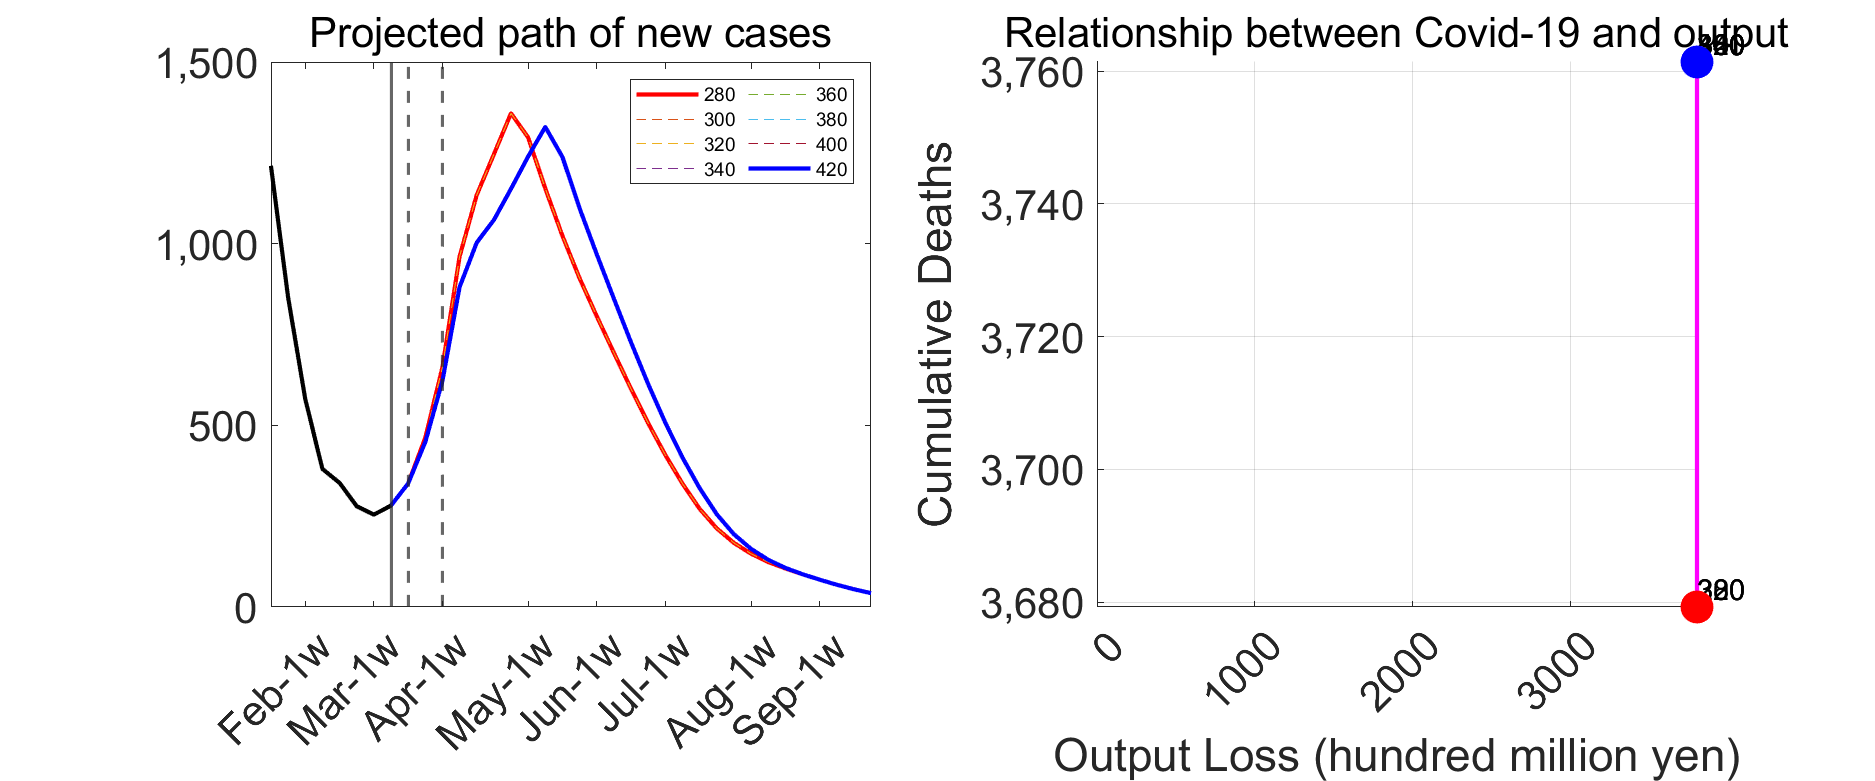 Projected path of new cases
1,500
1,000
500
0
280
300
320
340
360
380
400
420
Feb-1w
Mar-1w
Apr-1w
May-1w
Jun-1w
Jul-1w
Aug-1w
Sep-1w
Relationship between Covid-19 and output
3,760
3,740
3,720
3,700
3,680
Cumulative Deaths
0
1000
2000
3000
Output Loss (hundred million yen)